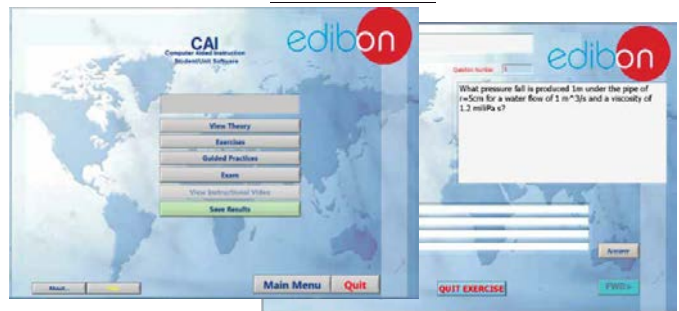 CAI
Computer Aided Instruction
Student/Unit Software
edibon
View Theory
Exercises
Guided Practices
Exam
View Instructional Video
Save Results
About...
Main Menu
Quit
edibon
Question Number
What pressure fall is produced 1m under the pipe of
r=5cm for a water flow of 1 m^3/s and a viscosity of
1.2 miliPa s?
Answer
QUIT EXERCISE
FWD>